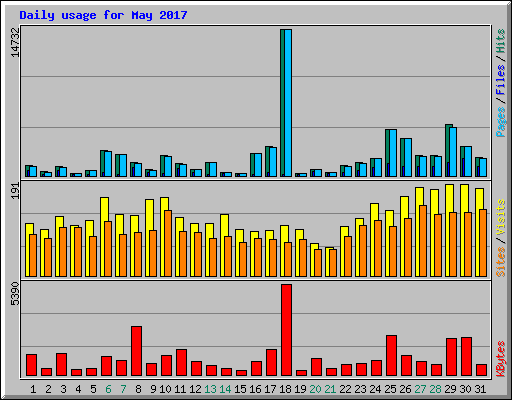 Daily usage for May 2017
14732
Pages / Files / Hits
191
Sites / Visits
5390
KBytes
1 2 3 4 5 6 7 8 9 10 11 12 13 14 15 16 17 18 19 20 21 22 23 24 25 26 27 28 29 30 31